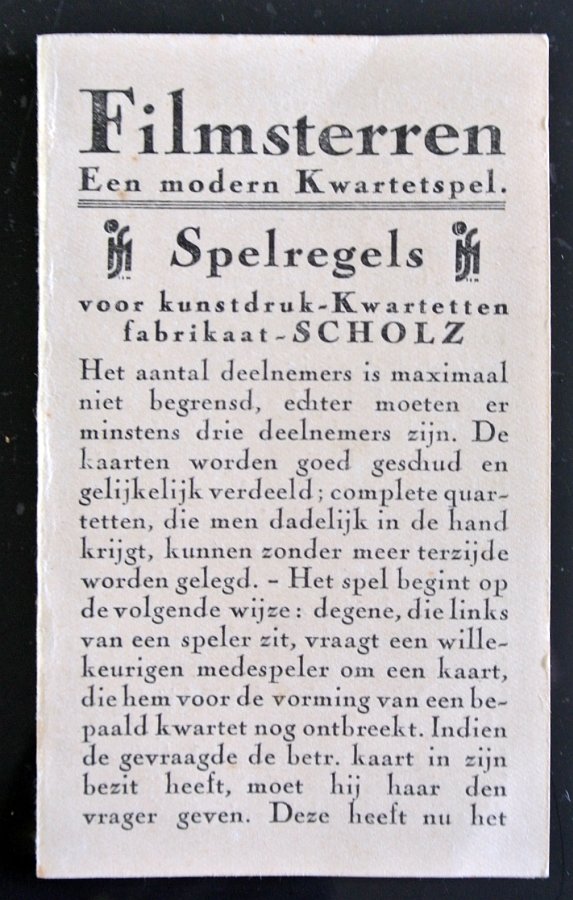 Filmsterren
Een modern Kwartetspel.
Spelregels
voor kunstdruk-Kwartetten
fabrikaat-SCHOLZ
Het aantal deelnemers is maximaal
niet begrensd, echter moeten er
minstens drie deelnemers zijn. De
kaarten worden goed geschud en
gelijkelijk verdeeld; complete quar-
tetten, die men dadelijk in de hand
krijgt, kunnen zonder meer terzijde
worden gelegd. – Het spel begint op
de volgende wijze: degene, die links
van een speler zit, vraagt een wille-
keurigen medespeler om een kaart,
die hem voor de vorming van een be-
paald kwartet nog ontbreekt. Indien
de gevraagde de betr. kaart in zijn
bezit heeft, moet hij haar den
vrager geven. Deze heeft nu het